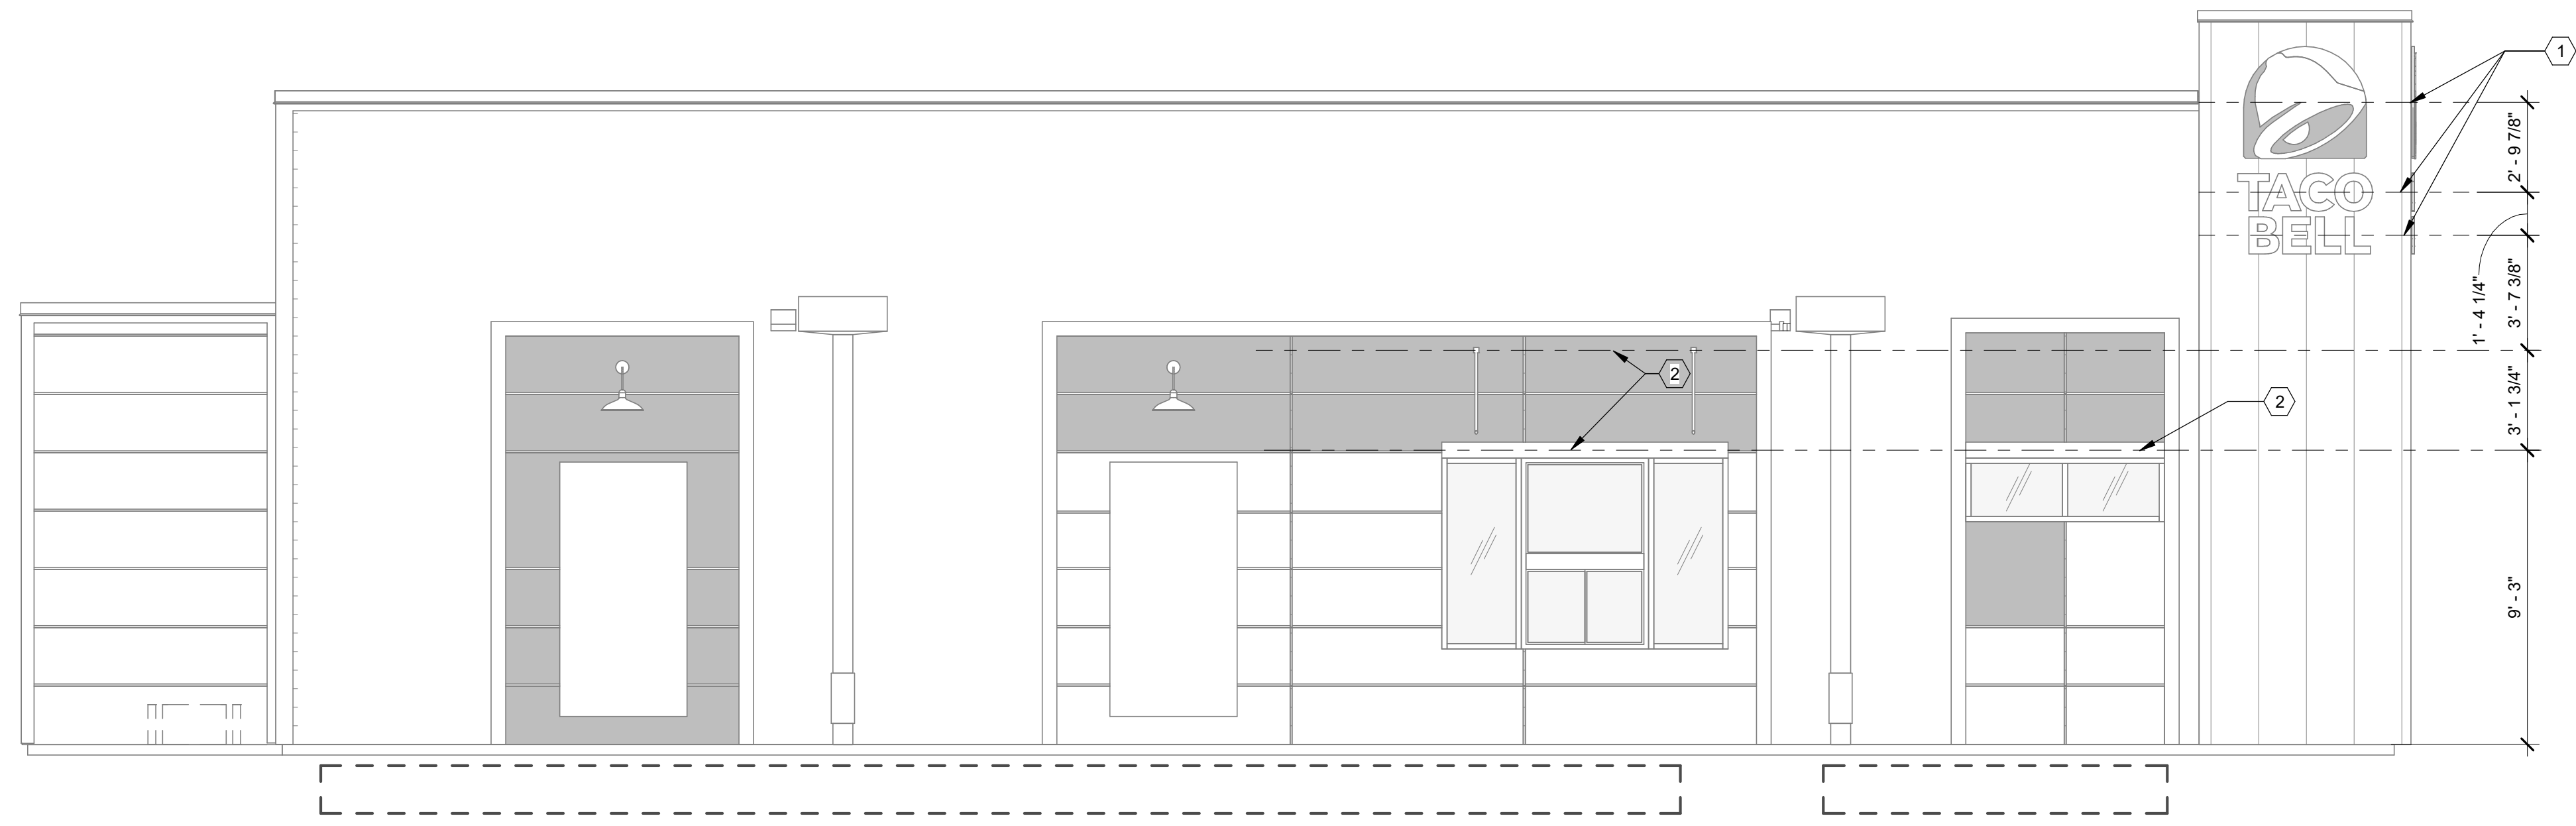 1
2' - 9 7/8"
TACO
BELL
1' - 4 1/4"
3' - 7 3/8"
2
2
3' - 1 3/4"
9' - 3"